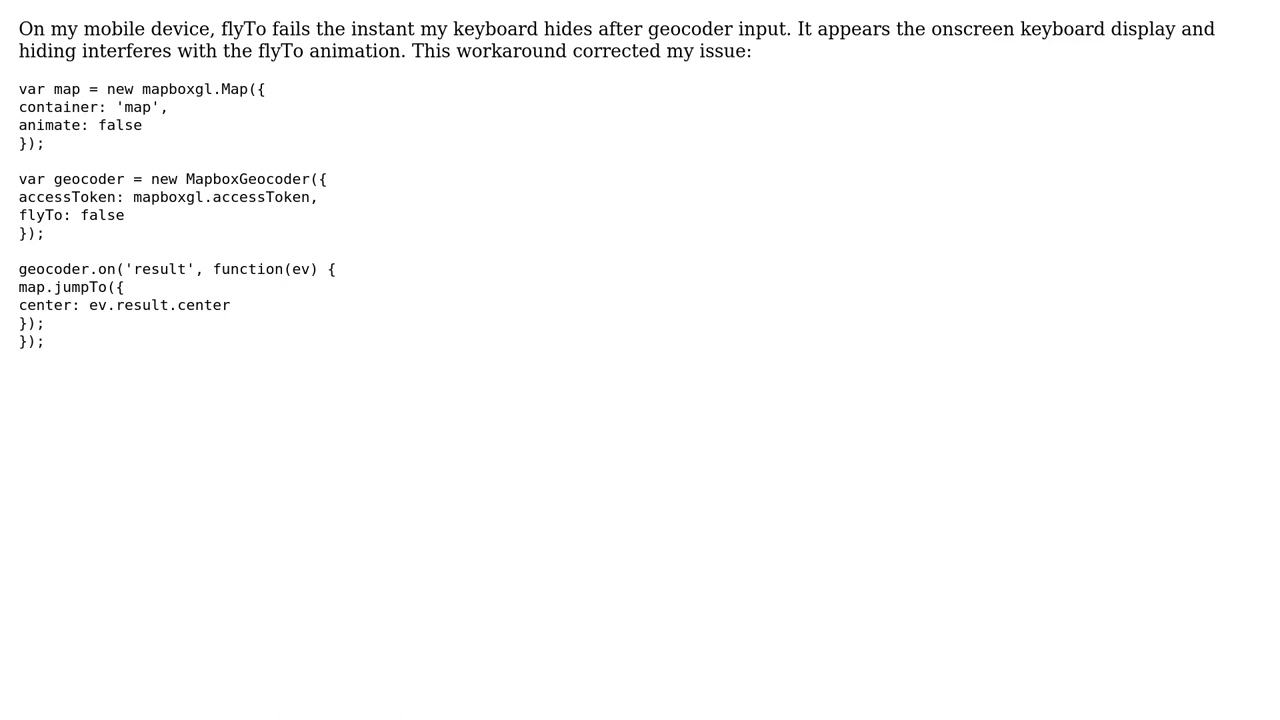 On my mobile device, flyTo fails the instant my keyboard hides after geocoder input. It appears the onscreen keyboard display and
hiding interferes with the flyTo animation. This workaround corrected my issue:
var map = new mapboxgl.Map({
container: 'map',
animate: false
});
var geocoder = new MapboxGeocoder({
accessToken: mapboxgl.accessToken,
flyTo: false
});
geocoder.on('result', function(ev) {
map.jumpTo({
center: ev.result.center
});
});